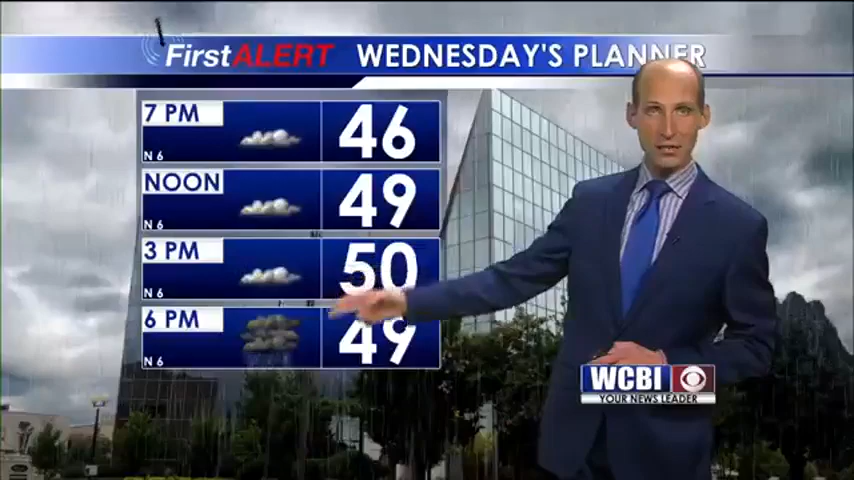 FirstALERT WEDNESDAY'S PLANNER
7 PM
46
N 6
NOON
49
N 6
3 PM
50
N 6
6 PM
49
N 6
WCBI
YOUR NEWS LEADER